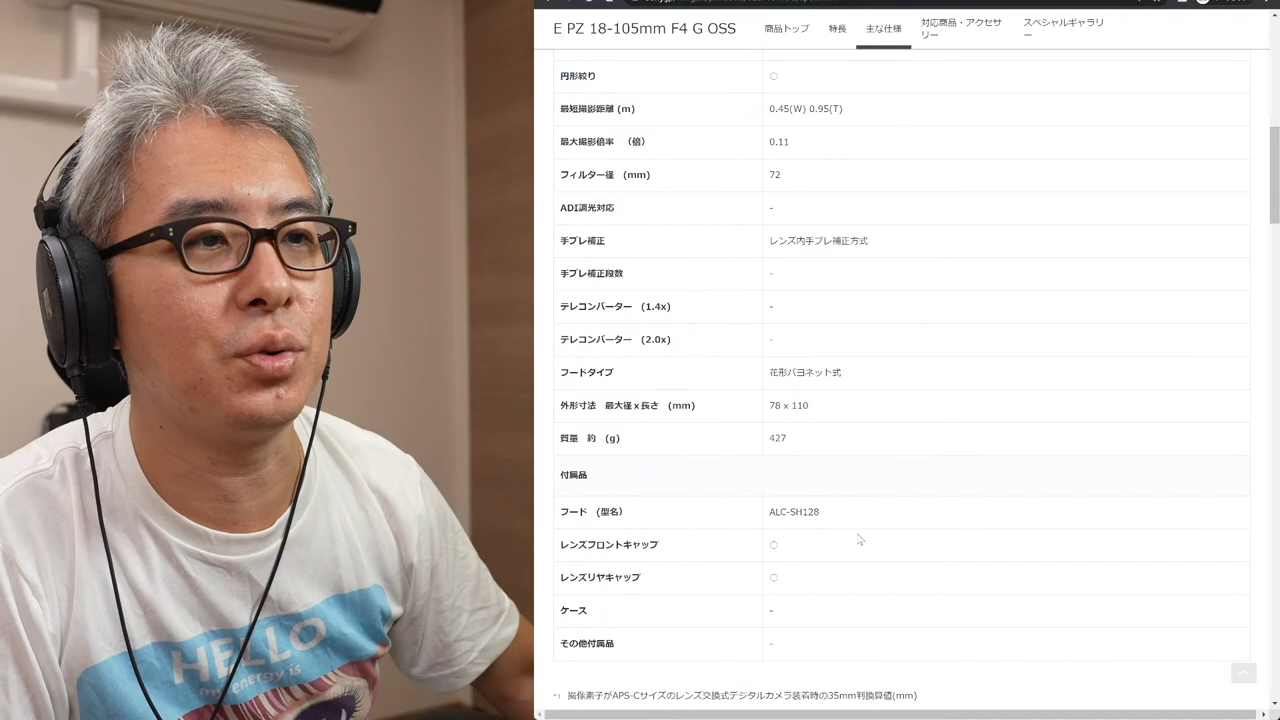 E PZ 18-105mm F4 G OSS
商品トップ
特長
主な仕様
対応商品・アクセサ
リー
スペシャルギャラリ
ー
円形絞り ○
最短撮影距離 (m) 0.45(W) 0.95(T)
最大撮影倍率 (倍) 0.11
フィルター径 (mm) 72
ADI調光対応 -
手ブレ補正 レンズ内手ブレ補正方式
手ブレ補正段数 -
テレコンバーター (1.4x) -
テレコンバーター (2.0x) -
フードタイプ 花形バヨネット式
外形寸法 最大径 x 長さ (mm) 78 x 110
質量 約 (g) 427
付属品
フード (型名) ALC-SH128
レンズフロントキャップ ○
レンズリヤキャップ ○
ケース -
その他付属品 -
*1 撮像素子がAPS-Cサイズのレンズ交換式デジタルカメラ装着時の35mm判換算値(mm)
HELLO
my energy is